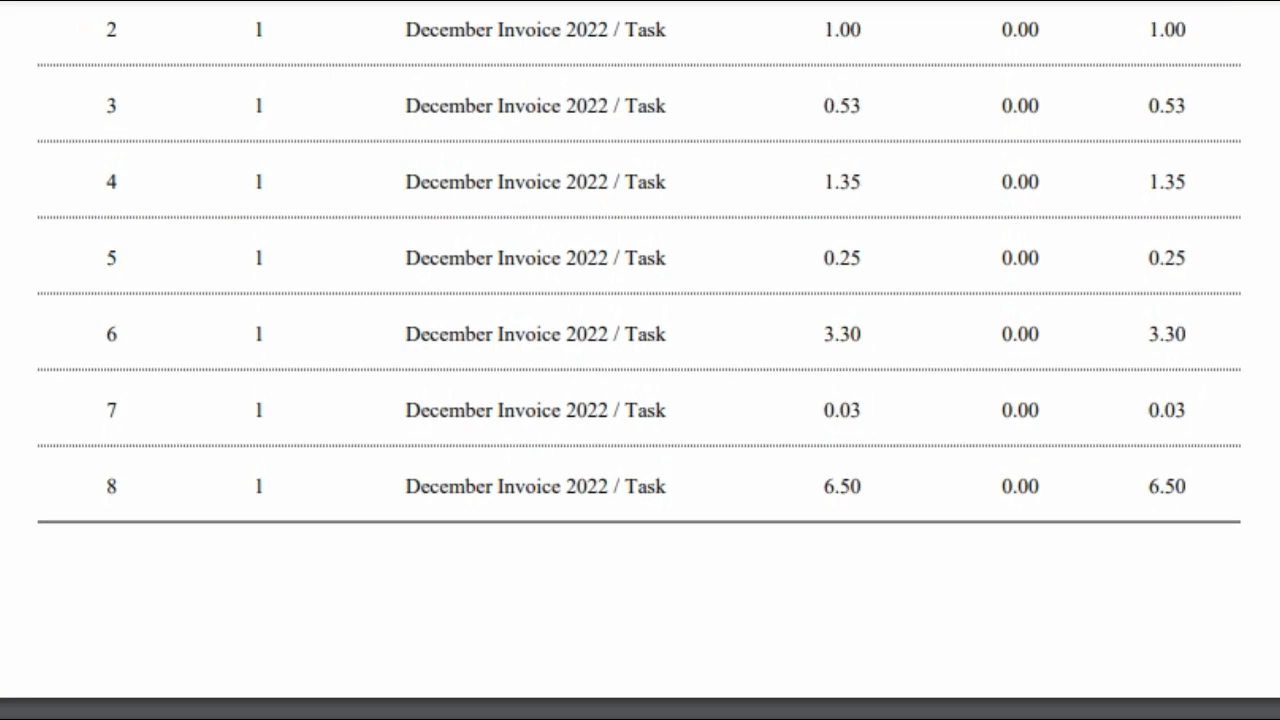 2 1 December Invoice 2022 / Task 1.00 0.00 1.00
3 1 December Invoice 2022 / Task 0.53 0.00 0.53
4 1 December Invoice 2022 / Task 1.35 0.00 1.35
5 1 December Invoice 2022 / Task 0.25 0.00 0.25
6 1 December Invoice 2022 / Task 3.30 0.00 3.30
7 1 December Invoice 2022 / Task 0.03 0.00 0.03
8 1 December Invoice 2022 / Task 6.50 0.00 6.50